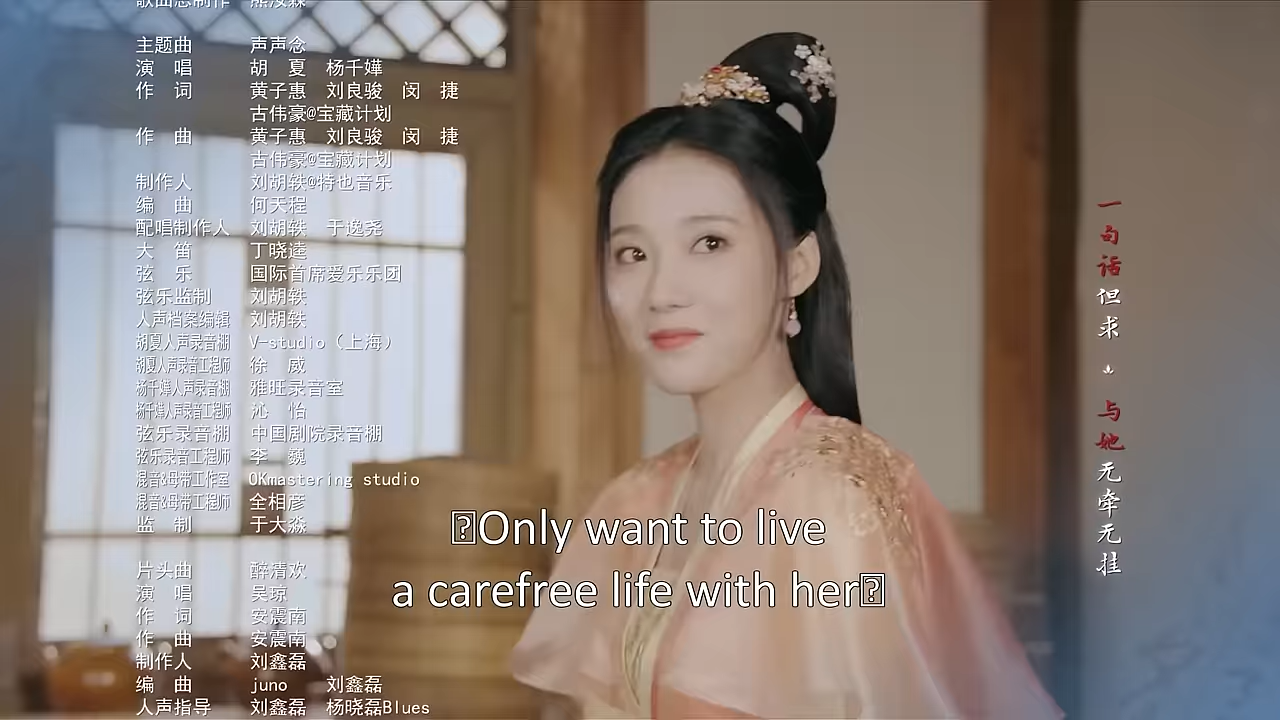 主题曲 声声念
演 唱 胡 夏 杨千嬅
作 词 黄子惠 刘良骏 闵 捷
古伟豪@宝藏计划
作 曲 黄子惠 刘良骏 闵 捷
古伟豪@宝藏计划
制作人 刘胡轶@特也音乐
编 曲 何天程
配唱制作人 刘胡轶 于逸尧
大 笛 丁晓逵
弦 乐 国际首席爱乐乐团
弦乐监制 刘胡轶
人声档案编辑 刘胡轶
胡夏人声录音棚 V-studio（上海）
胡夏人声录音工程师 徐 威
杨千嬅人声录音棚 雅旺录音室
杨千嬅人声录音工程师 沁 怡
弦乐录音棚 中国剧院录音棚
弦乐录音工程师 李 巍
混音&母带工作室 OKmastering studio
混音&母带工程师 全相彦
监 制 于大淼
片头曲 醉清欢
演 唱 吴琼
作 词 安震南
作 曲 安震南
制作人 刘鑫磊
编 曲 juno 刘鑫磊
人声指导 刘鑫磊 杨晓磊Blues
一句话但求 与她无牵无挂
Only want to live
a carefree life with her